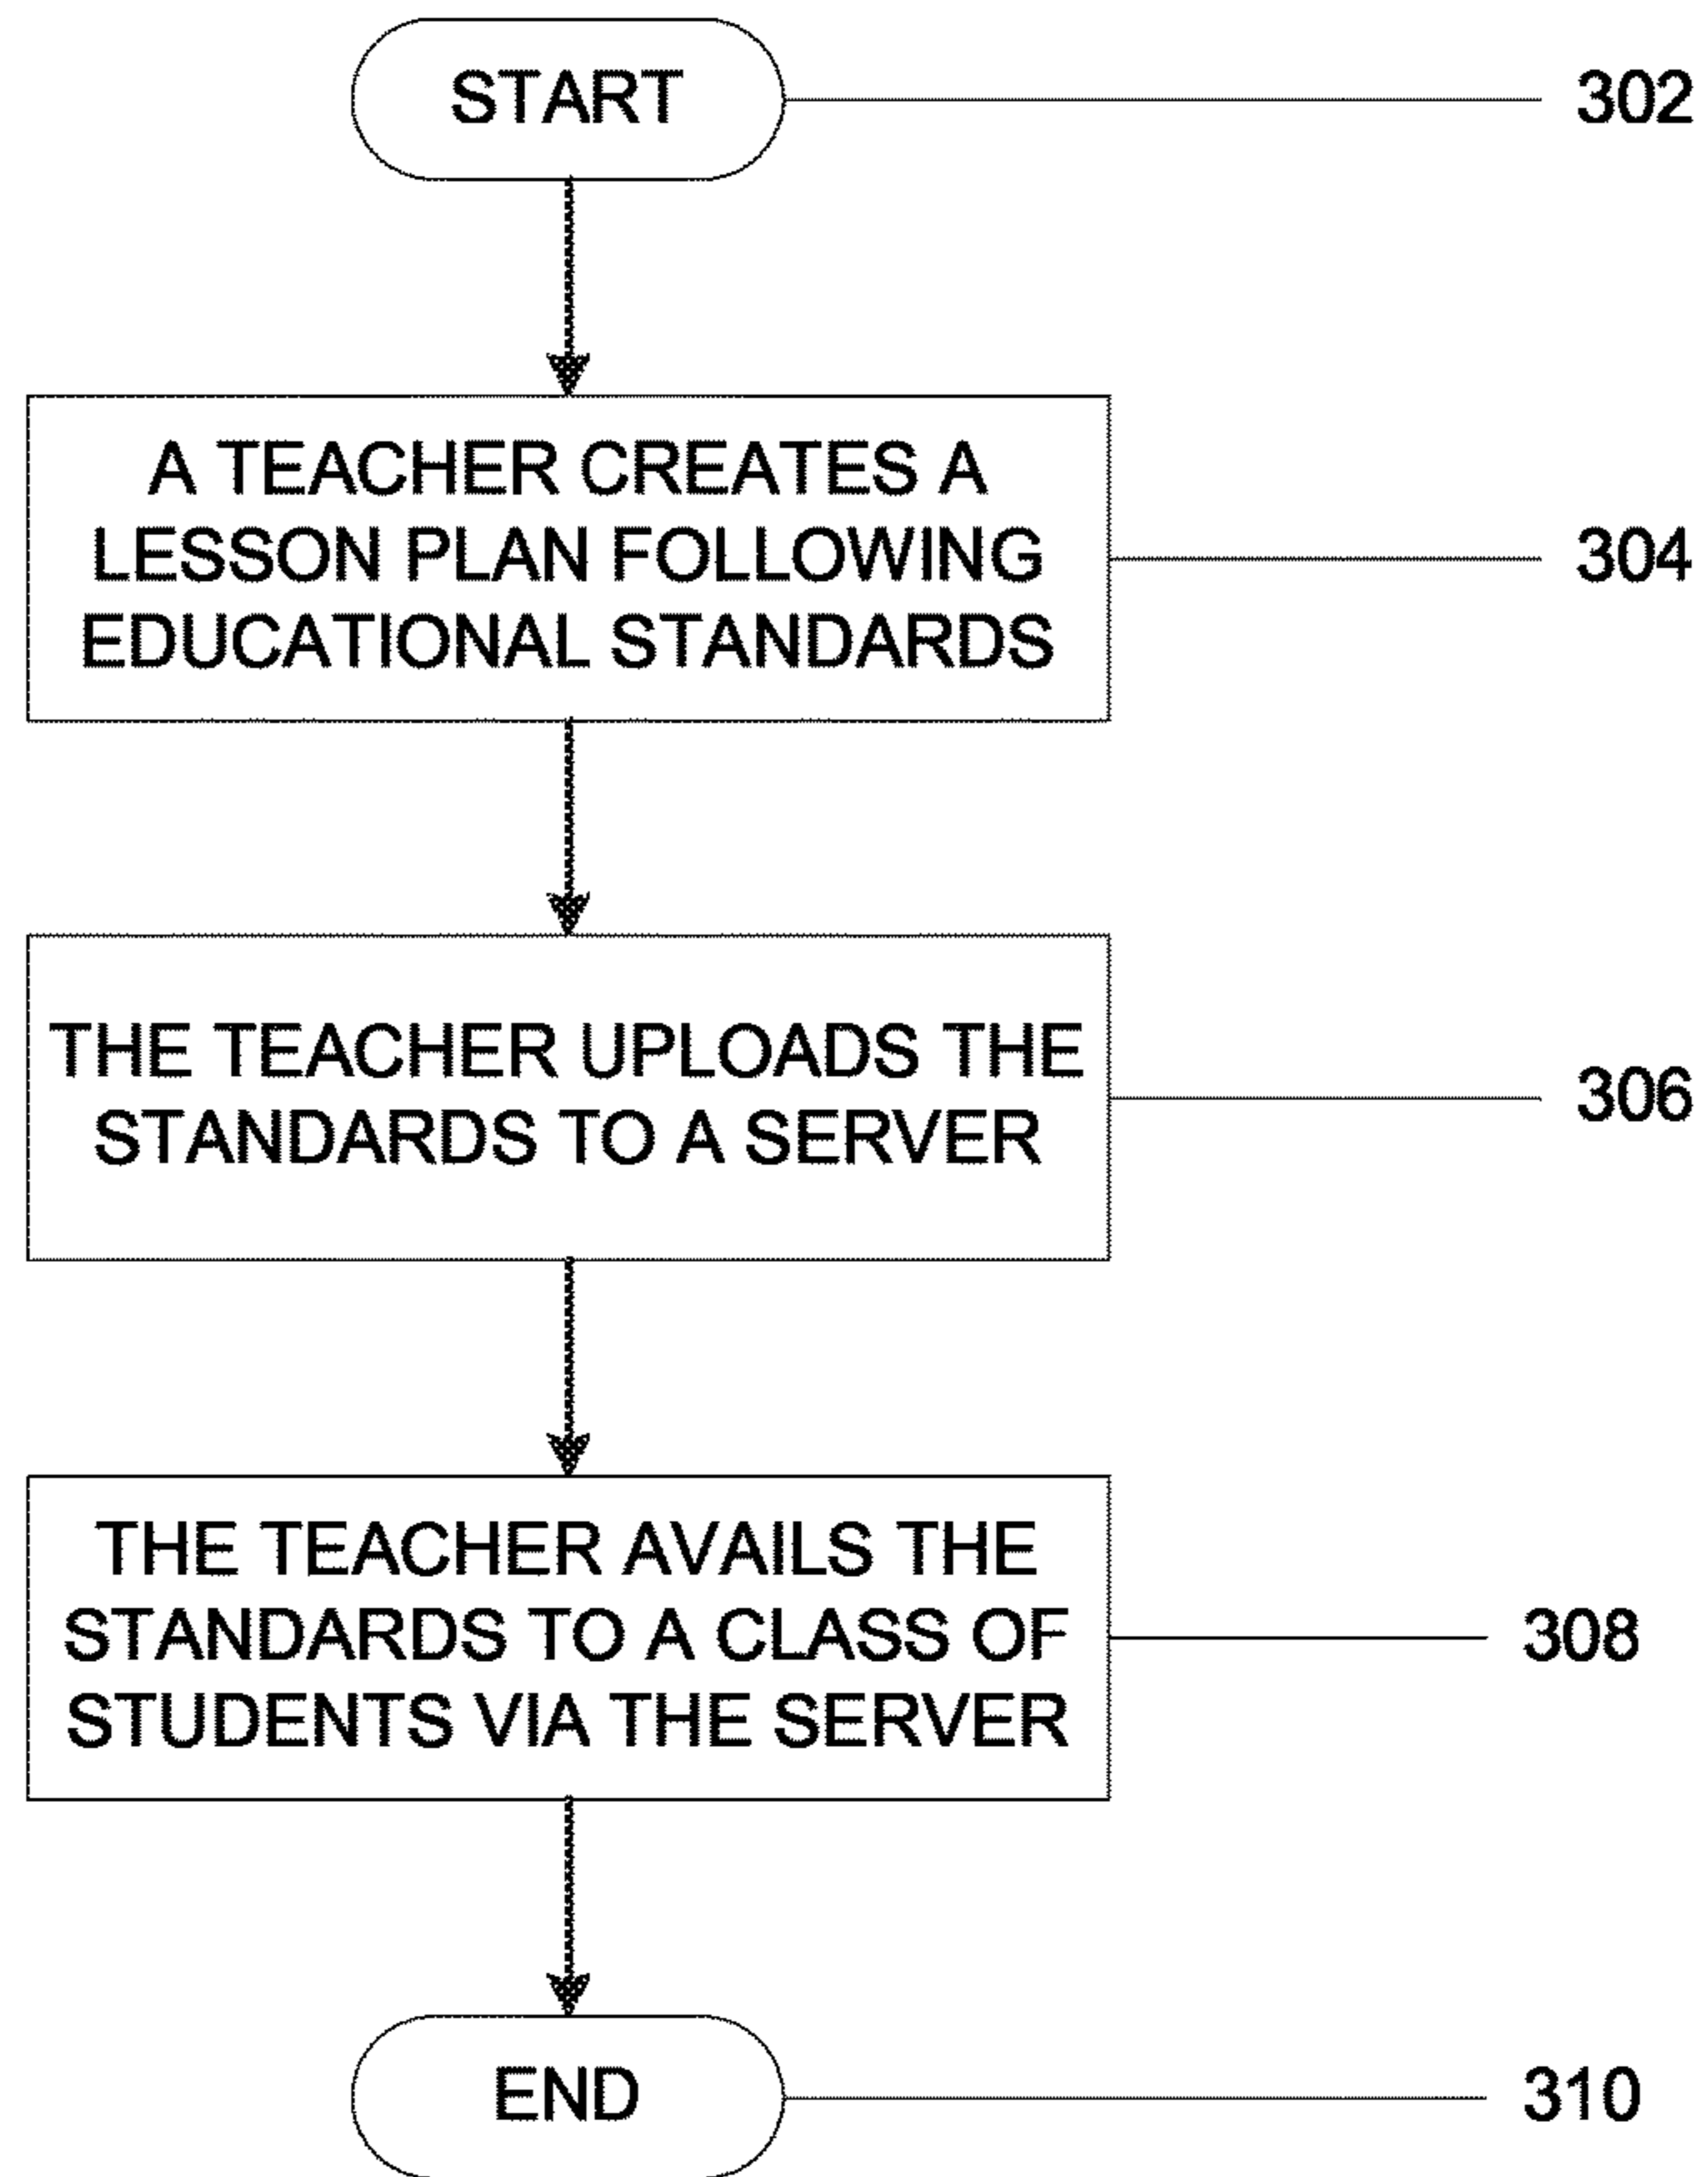 START
302
A TEACHER CREATES A
LESSON PLAN FOLLOWING
EDUCATIONAL STANDARDS
304
THE TEACHER UPLOADS THE
STANDARDS TO A SERVER
306
THE TEACHER AVAILS THE
STANDARDS TO A CLASS OF
STUDENTS VIA THE SERVER
308
END
310